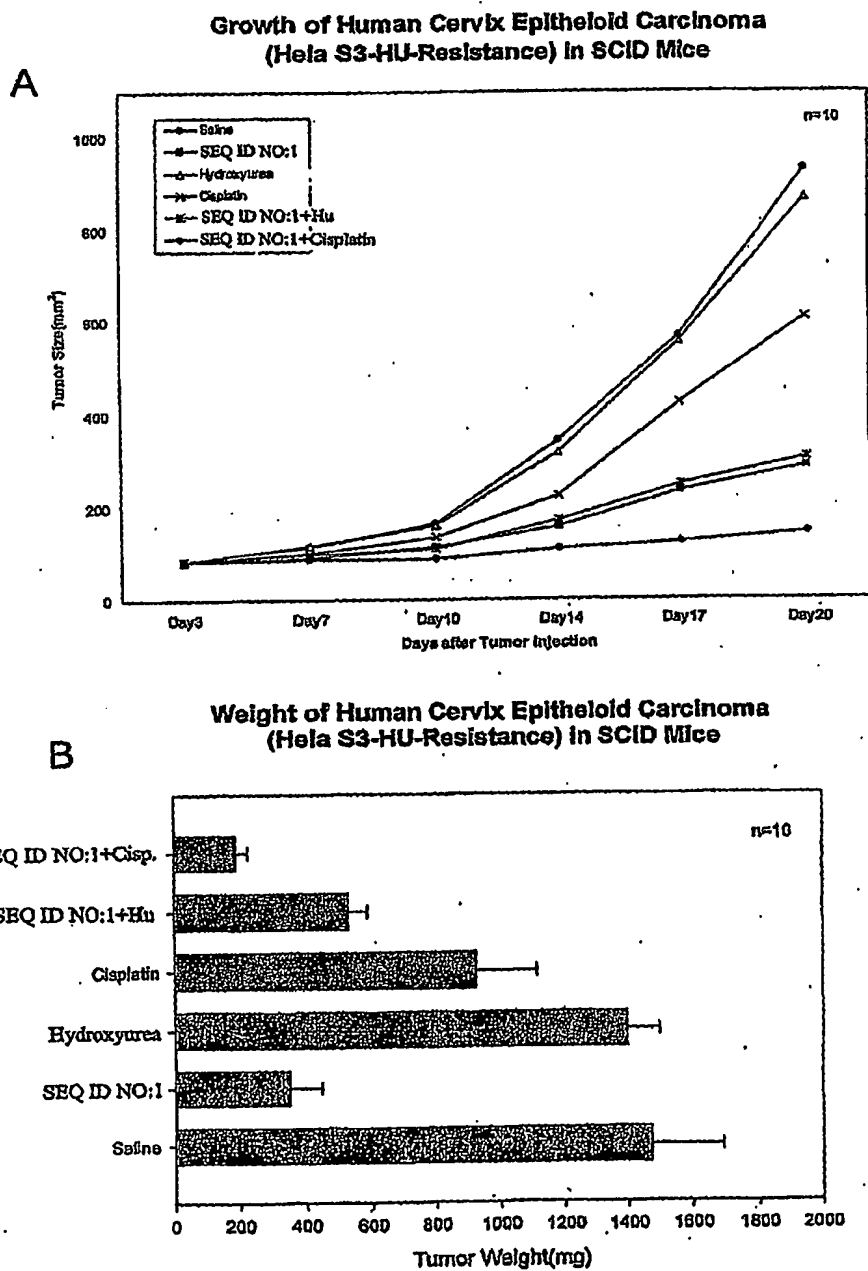 Growth of Human Cervix Epitheloid Carcinoma
(Hela S3-HU-Resistance) in SCID Mice
A
n=10
Saline
SEQ ID NO:1
Hydroxyurea
Cisplatin
SEQ ID NO:1+Hu
SEQ ID NO:1+Cisplatin
1000
800
600
400
200
0
Tumor Size(mm²)
Day3 Day7 Day10 Day14 Day17 Day20
Days after Tumor Injection
Weight of Human Cervix Epitheloid Carcinoma
(Hela S3-HU-Resistance) in SCID Mice
B
n=10
EQ ID NO:1+Cisp.
SEQ ID NO:1+Hu
Cisplatin
Hydroxyurea
SEQ ID NO:1
Saline
0 200 400 600 800 1000 1200 1400 1600 1800 2000
Tumor Weight(mg)